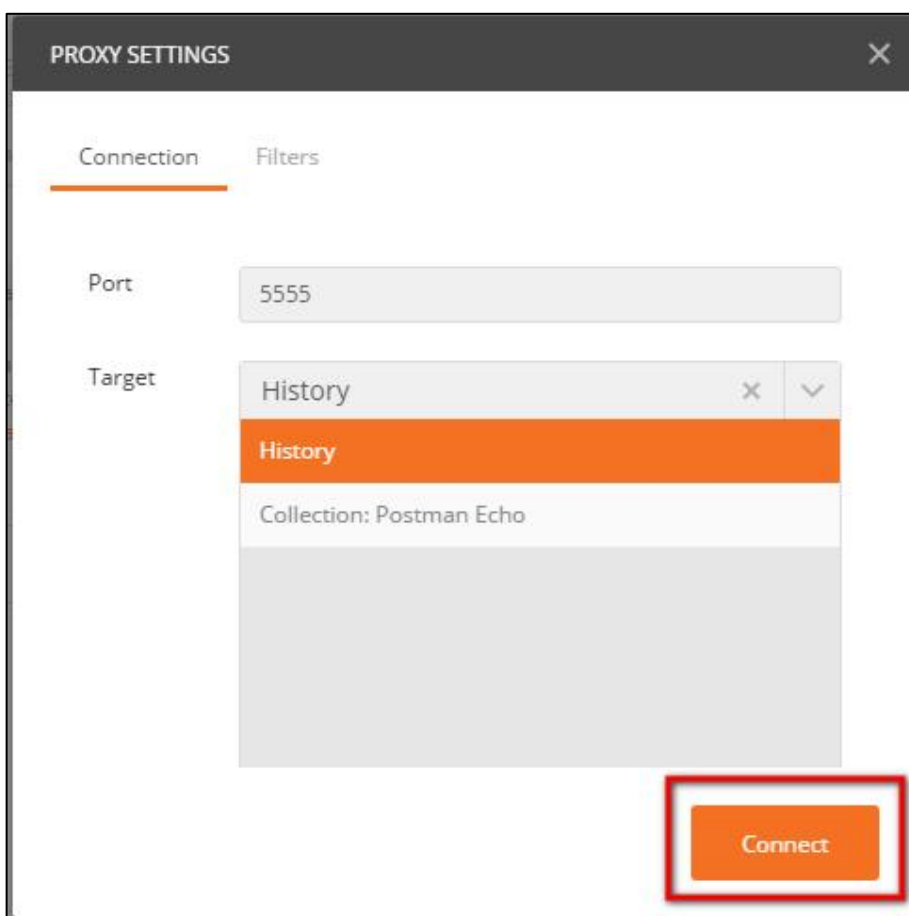 PROXY SETTINGS
Connection Filters
Port 5555
Target History
History
Collection: Postman Echo
Connect